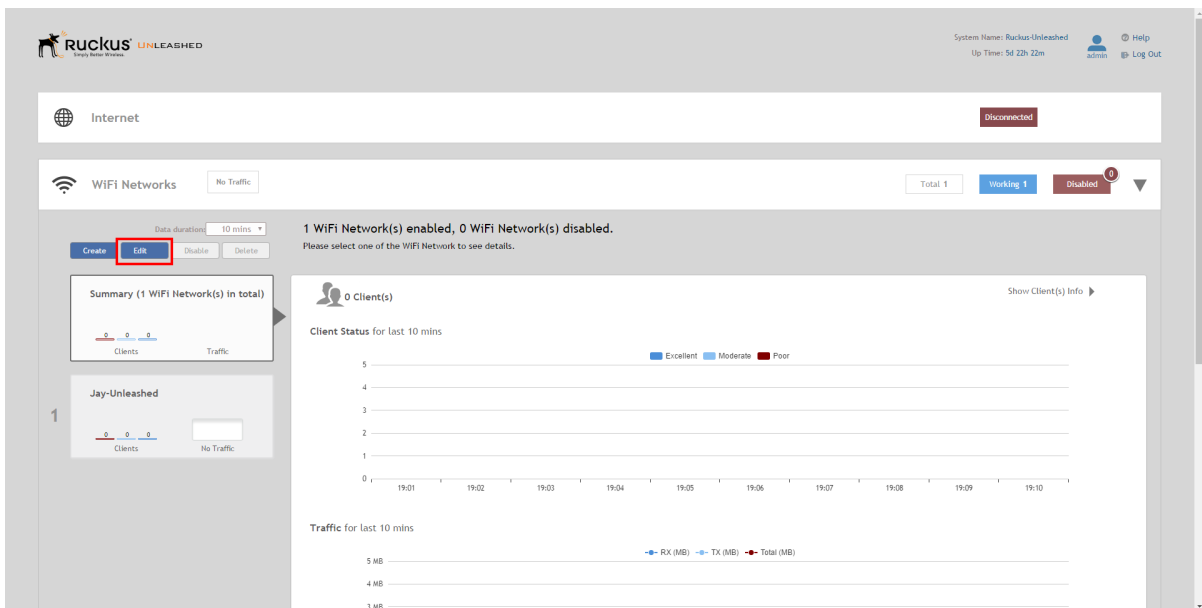 Ruckus® UNLEASHED
Simply Better Wireless.
System Name: Ruckus-Unleashed
Up Time: 5d 22h 22m
admin
Help
Log Out
Internet
Disconnected
WiFi Networks
No Traffic
Total 1
Working 1
Disabled
0
Data duration: 10 mins
Create Edit Disable Delete
1 WiFi Network(s) enabled, 0 WiFi Network(s) disabled.
Please select one of the WiFi Network to see details.
Summary (1 WiFi Network(s) in total)
0 0 0
Clients Traffic
1
Jay-Unleashed
0 0 0
Clients No Traffic
0 Client(s)
Show Client(s) Info
Client Status for last 10 mins
Excellent Moderate Poor
5
4
3
2
1
0
19:01 19:02 19:03 19:04 19:05 19:06 19:07 19:08 19:09 19:10
Traffic for last 10 mins
RX (MB) TX (MB) Total (MB)
5 MB
4 MB
3 MB